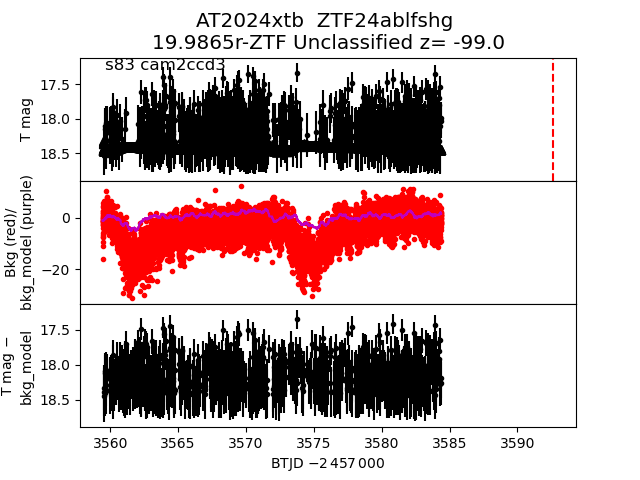 AT2024xtb  ZTF24ablfshg
19.9865r-ZTF Unclassified z= -99.0
s83 cam2ccd3
T mag
17.5
18.0
18.5
Bkg (red)/
bkg_model (purple)
0
−20
T mag −
bkg_model
17.5
18.0
18.5
3560 3565 3570 3575 3580 3585 3590
BTJD −2 457 000